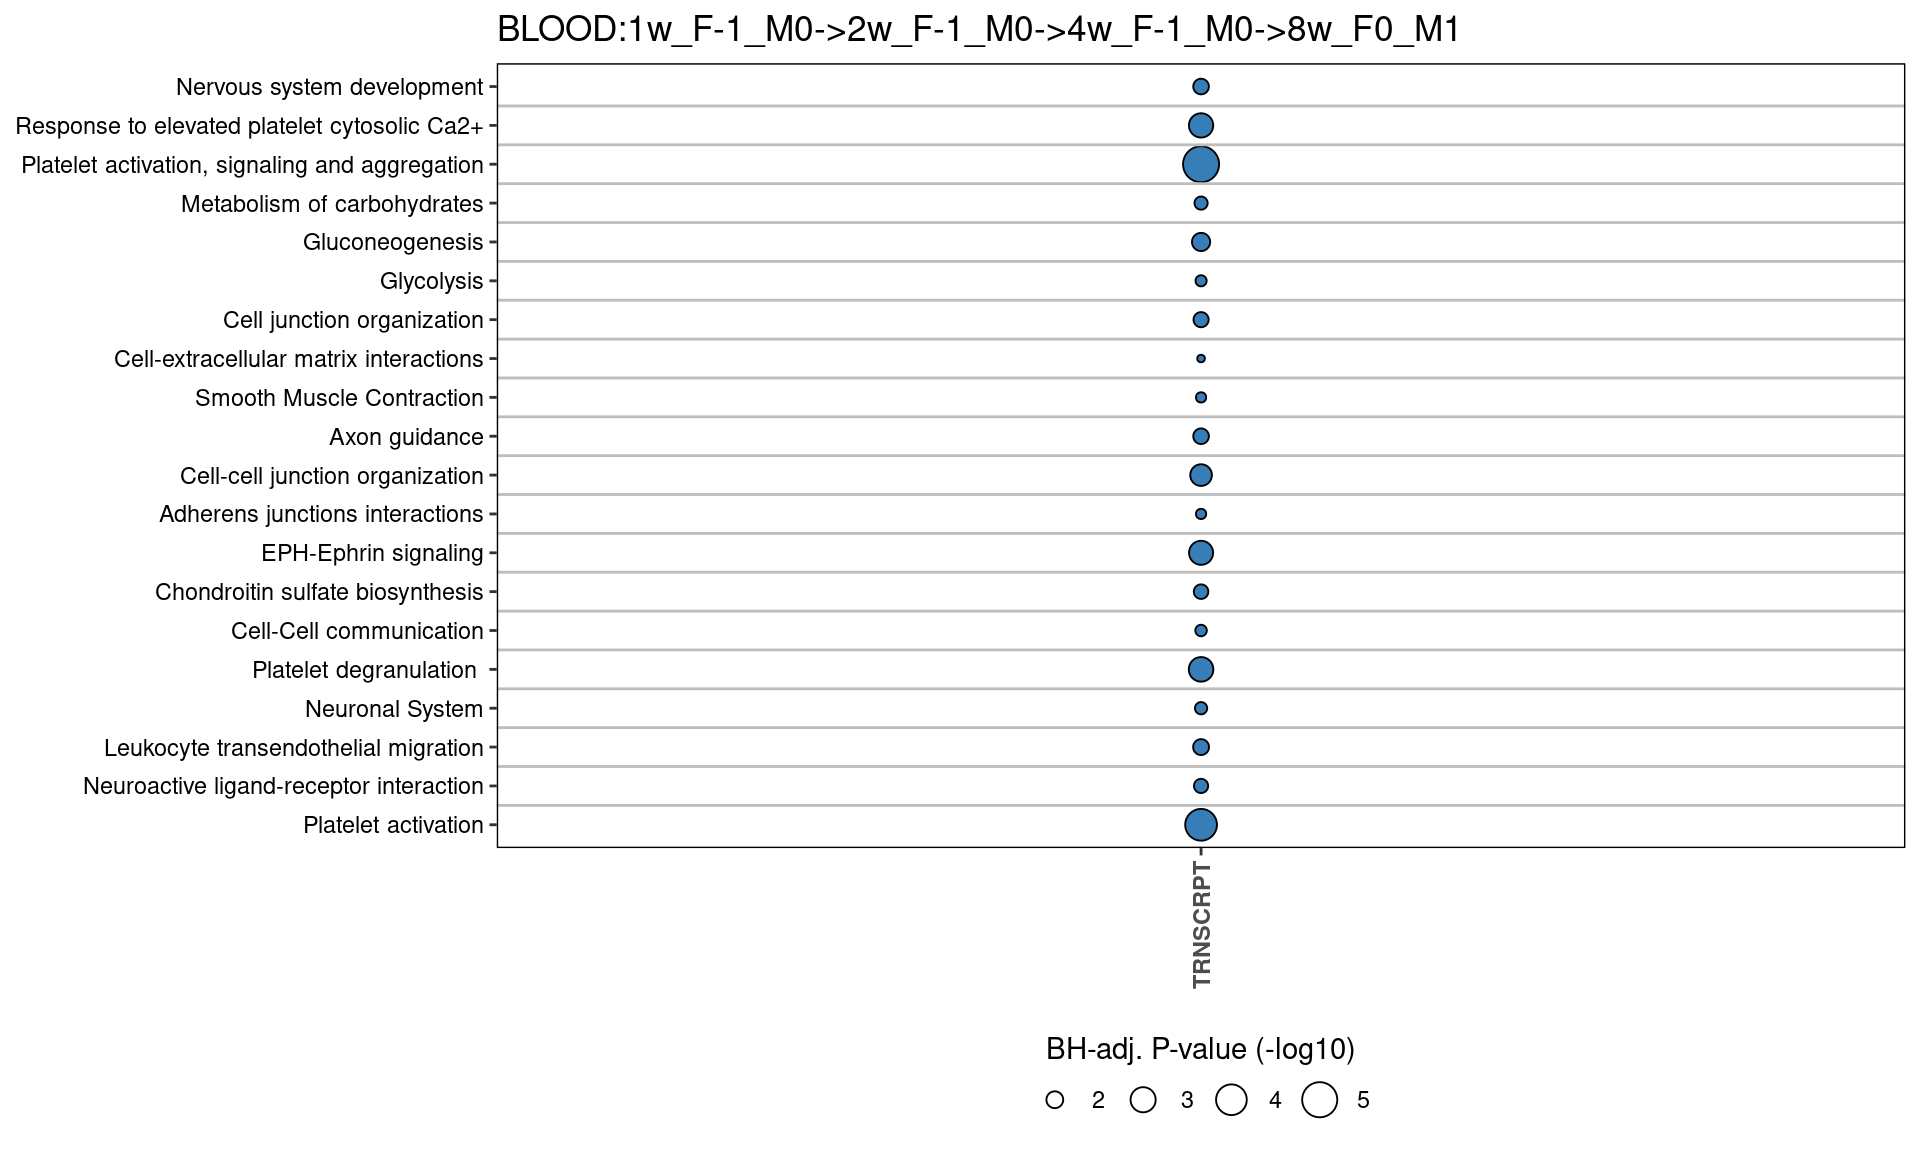 BLOOD:1w_F-1_M0->2w_F-1_M0->4w_F-1_M0->8w_F0_M1
Nervous system development
Response to elevated platelet cytosolic Ca2+
Platelet activation, signaling and aggregation
Metabolism of carbohydrates
Gluconeogenesis
Glycolysis
Cell junction organization
Cell-extracellular matrix interactions
Smooth Muscle Contraction
Axon guidance
Cell-cell junction organization
Adherens junctions interactions
EPH-Ephrin signaling
Chondroitin sulfate biosynthesis
Cell-Cell communication
Platelet degranulation
Neuronal System
Leukocyte transendothelial migration
Neuroactive ligand-receptor interaction
Platelet activation
TRNSCRPT
BH-adj. P-value (-log10)
2 3 4 5